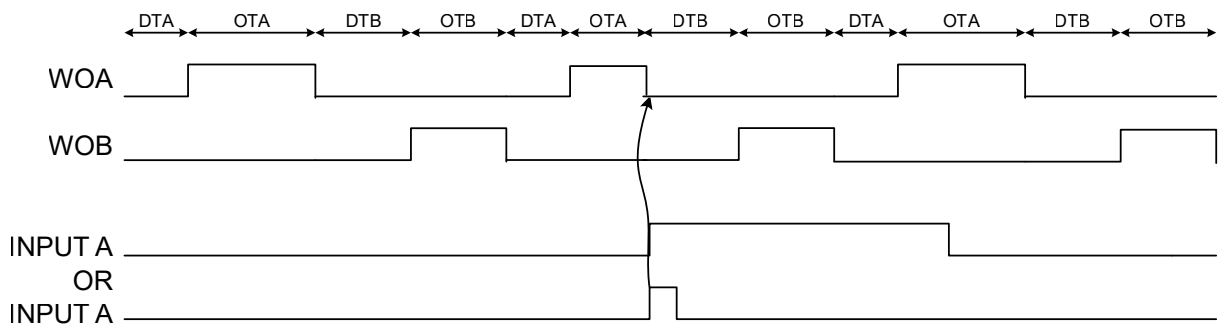 DTA OTA DTB OTB DTA OTA DTB OTB DTA OTA DTB OTB
WOA
WOB
INPUT A
OR
INPUT A